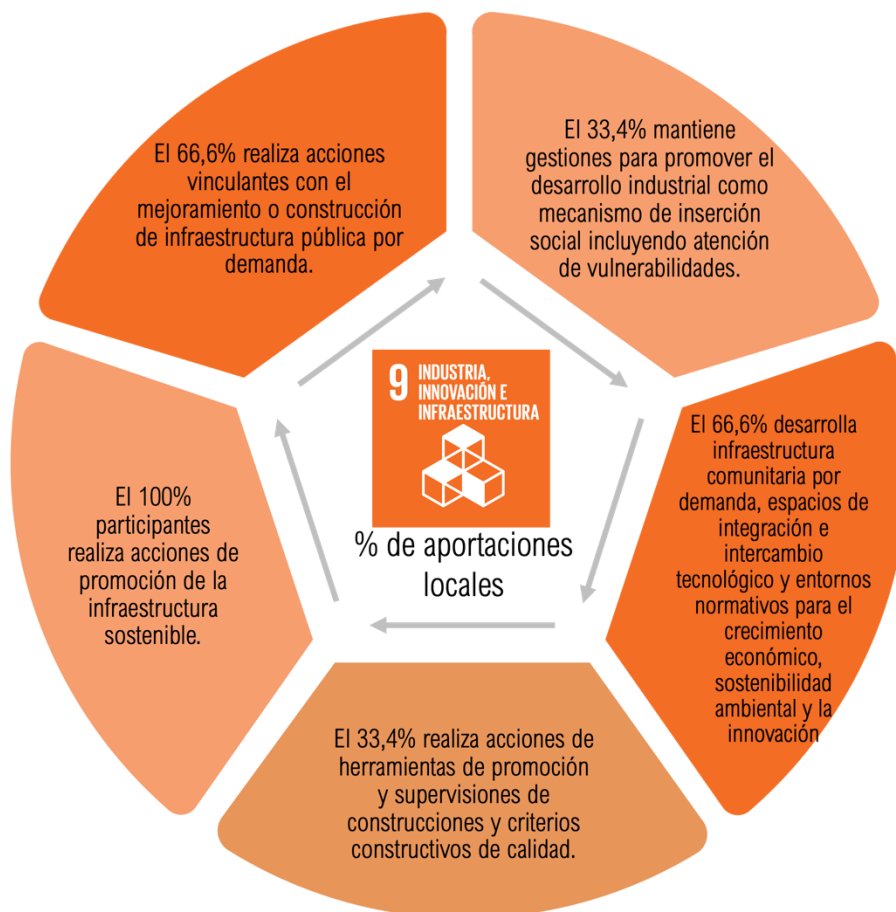 El 66,6% realiza acciones
vinculantes con el
mejoramiento o construcción
de infraestructura pública por
demanda.
El 33,4% mantiene
gestiones para promover el
desarrollo industrial como
mecanismo de inserción
social incluyendo atención
de vulnerabilidades.
El 66,6% desarrolla
infraestructura
comunitaria por
demanda, espacios de
integración e
intercambio
tecnológico y entornos
normativos para el
crecimiento
económico,
sostenibilidad
ambiental y la
innovación
El 33,4% realiza acciones de
herramientas de promoción
y supervisiones de
construcciones y criterios
constructivos de calidad.
El 100%
participantes
realiza acciones de
promoción de la
infraestructura
sostenible.
9 INDUSTRIA,
INNOVACIÓN E
INFRAESTRUCTURA
% de aportaciones
locales